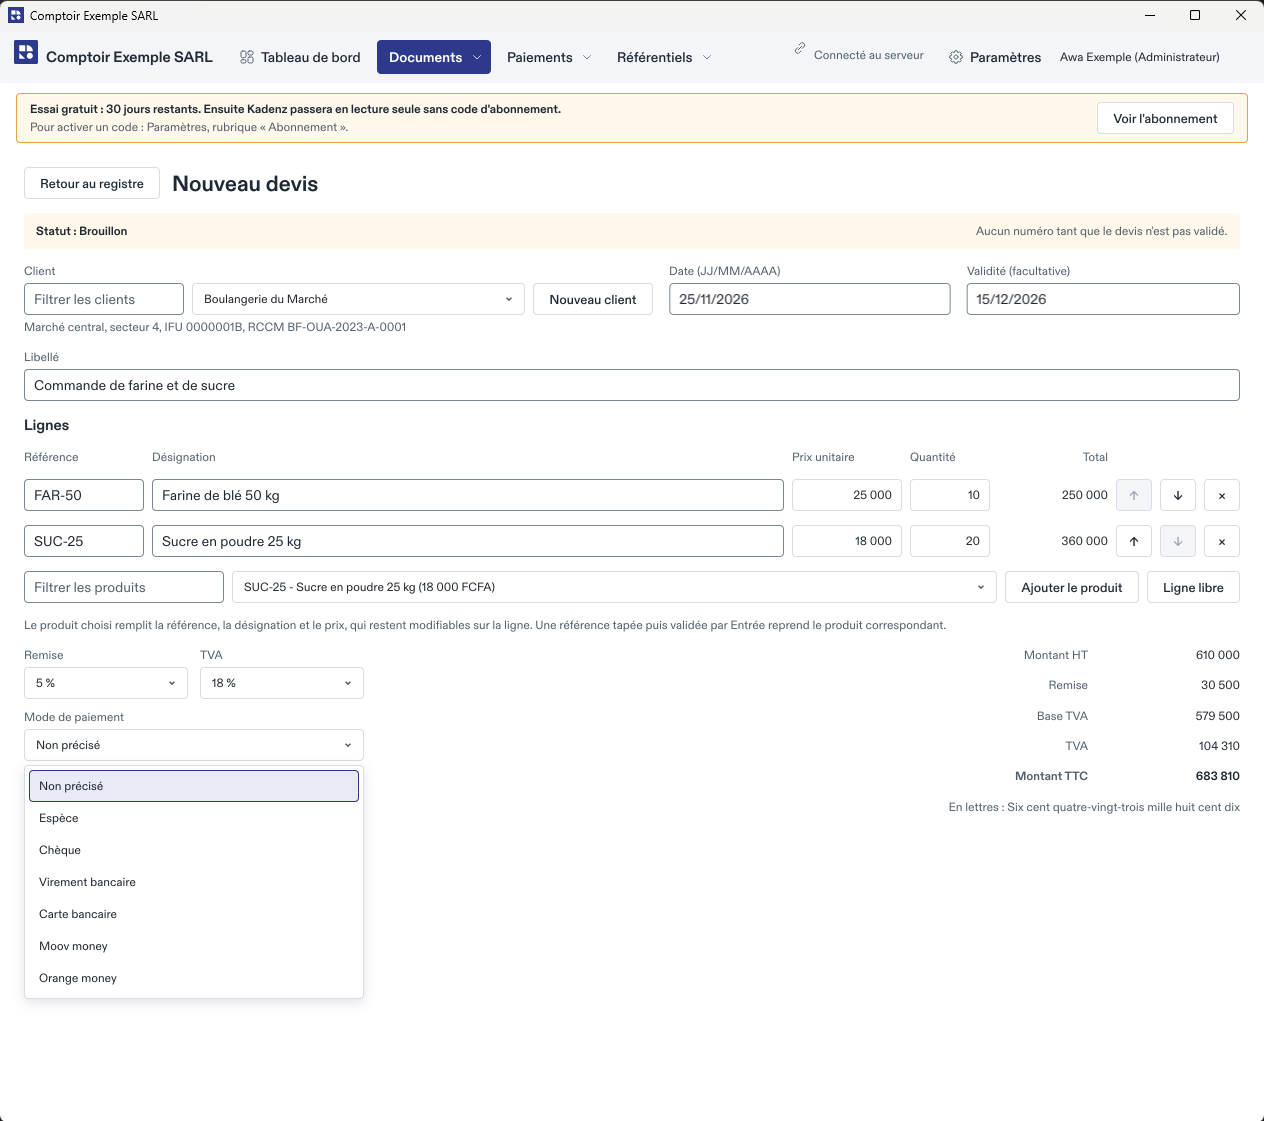 Comptoir Exemple SARL
Comptoir Exemple SARL Tableau de bord Documents Paiements Référentiels Connecté au serveur Paramètres Awa Exemple (Administrateur)
Essai gratuit : 30 jours restants. Ensuite Kadenz passera en lecture seule sans code d'abonnement.
Pour activer un code : Paramètres, rubrique « Abonnement ».
Voir l'abonnement
Retour au registre Nouveau devis
Statut : Brouillon Aucun numéro tant que le devis n'est pas validé.
Client Date (JJ/MM/AAAA) Validité (facultative)
Filtrer les clients Boulangerie du Marché Nouveau client 25/11/2026 15/12/2026
Marché central, secteur 4, IFU 0000001B, RCCM BF-OUA-2023-A-0001
Libellé
Commande de farine et de sucre
Lignes
Référence Désignation Prix unitaire Quantité Total
FAR-50 Farine de blé 50 kg 25 000 10 250 000 ↑ ↓ ×
SUC-25 Sucre en poudre 25 kg 18 000 20 360 000 ↑ ↓ ×
Filtrer les produits SUC-25 - Sucre en poudre 25 kg (18 000 FCFA) Ajouter le produit Ligne libre
Le produit choisi remplit la référence, la désignation et le prix, qui restent modifiables sur la ligne. Une référence tapée puis validée par Entrée reprend le produit correspondant.
Remise TVA
5 % 18 %
Mode de paiement
Non précisé
Non précisé
Espèce
Chèque
Virement bancaire
Carte bancaire
Moov money
Orange money
Montant HT 610 000
Remise 30 500
Base TVA 579 500
TVA 104 310
Montant TTC 683 810
En lettres : Six cent quatre-vingt-trois mille huit cent dix